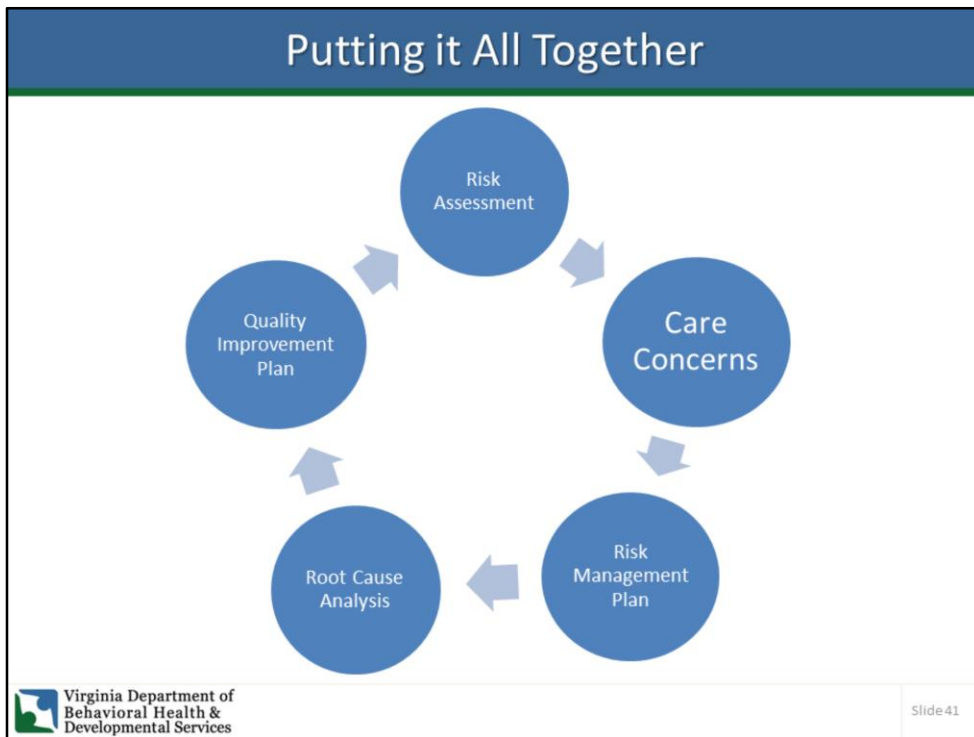 Putting it All Together
Risk
Assessment
Care
Concerns
Risk
Management
Plan
Root Cause
Analysis
Quality
Improvement
Plan
Virginia Department of
Behavioral Health &
Developmental Services
Slide 41